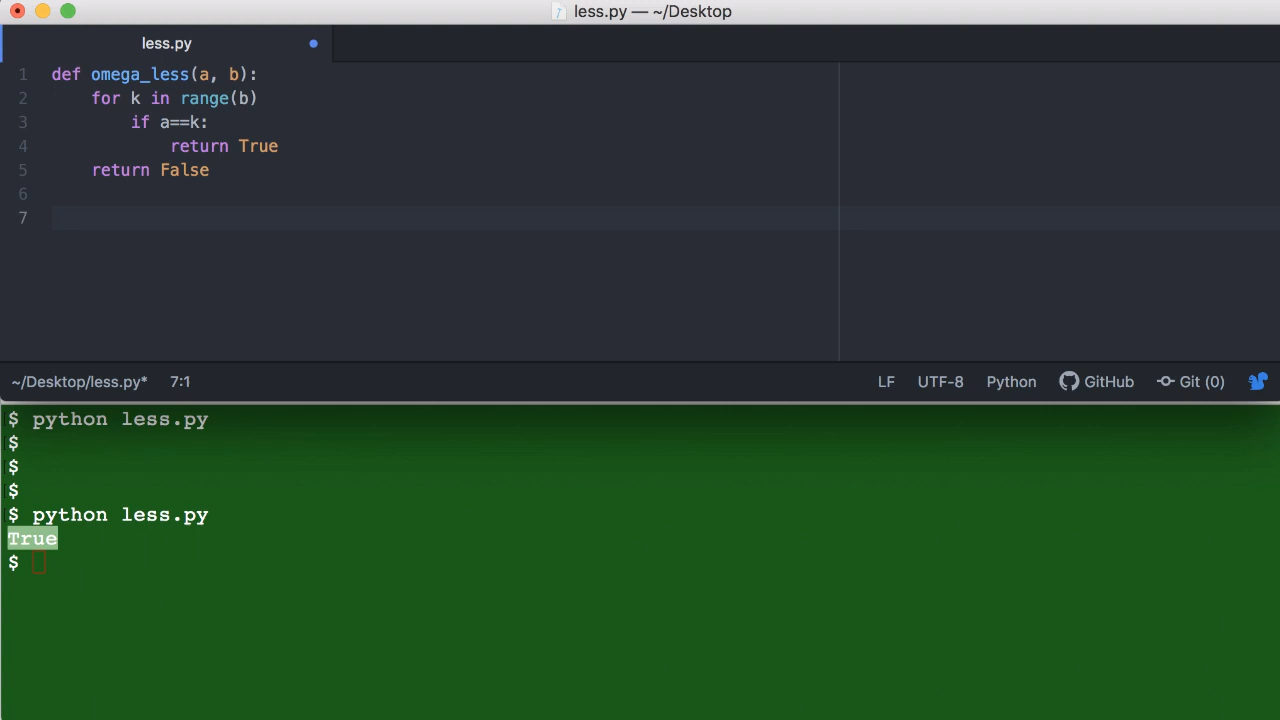 less.py — ~/Desktop
less.py
1 def omega_less(a, b):
2     for k in range(b)
3         if a==k:
4             return True
5     return False
6
7
~/Desktop/less.py* 7:1 LF UTF-8 Python GitHub Git (0)
$ python less.py
$
$
$
$ python less.py
True
$